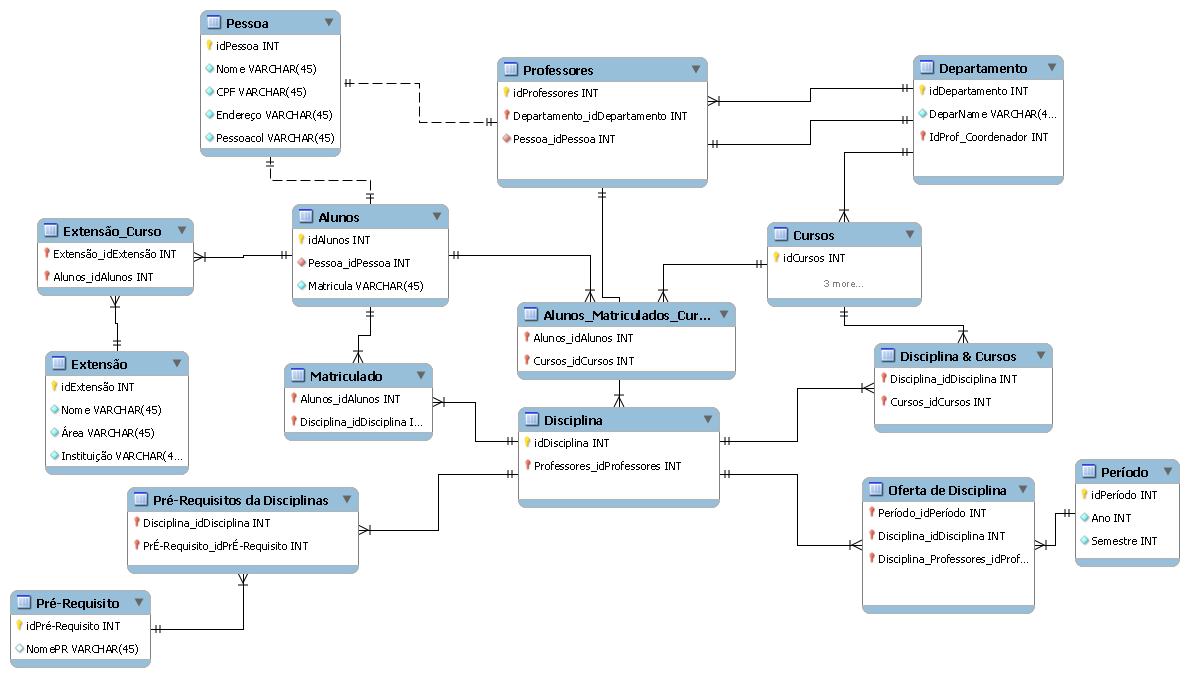 Pessoa
idPessoa INT
Nome VARCHAR(45)
CPF VARCHAR(45)
Endereço VARCHAR(45)
Pessoacol VARCHAR(45)
Professores
idProfessores INT
Departamento_idDepartamento INT
Pessoa_idPessoa INT
Departamento
idDepartamento INT
DeparName VARCHAR(4...
IdProf_Coordenador INT
Extensão_Curso
Extensão_idExtensão INT
Alunos_idAlunos INT
Alunos
idAlunos INT
Pessoa_idPessoa INT
Matricula VARCHAR(45)
Cursos
idCursos INT
3 more...
Alunos_Matriculados_Cur...
Alunos_idAlunos INT
Cursos_idCursos INT
Extensão
idExtensão INT
Nome VARCHAR(45)
Área VARCHAR(45)
Instituição VARCHAR(4...
Matriculado
Alunos_idAlunos INT
Disciplina_idDisciplina I...
Disciplina & Cursos
Disciplina_idDisciplina INT
Cursos_idCursos INT
Disciplina
idDisciplina INT
Professores_idProfessores INT
Pré-Requisitos da Disciplinas
Disciplina_idDisciplina INT
PrÉ-Requisito_idPrÉ-Requisito INT
Oferta de Disciplina
Período_idPeríodo INT
Disciplina_idDisciplina INT
Disciplina_Professores_idProf...
Período
idPeríodo INT
Ano INT
Semestre INT
Pré-Requisito
idPré-Requisito INT
NomePR VARCHAR(45)